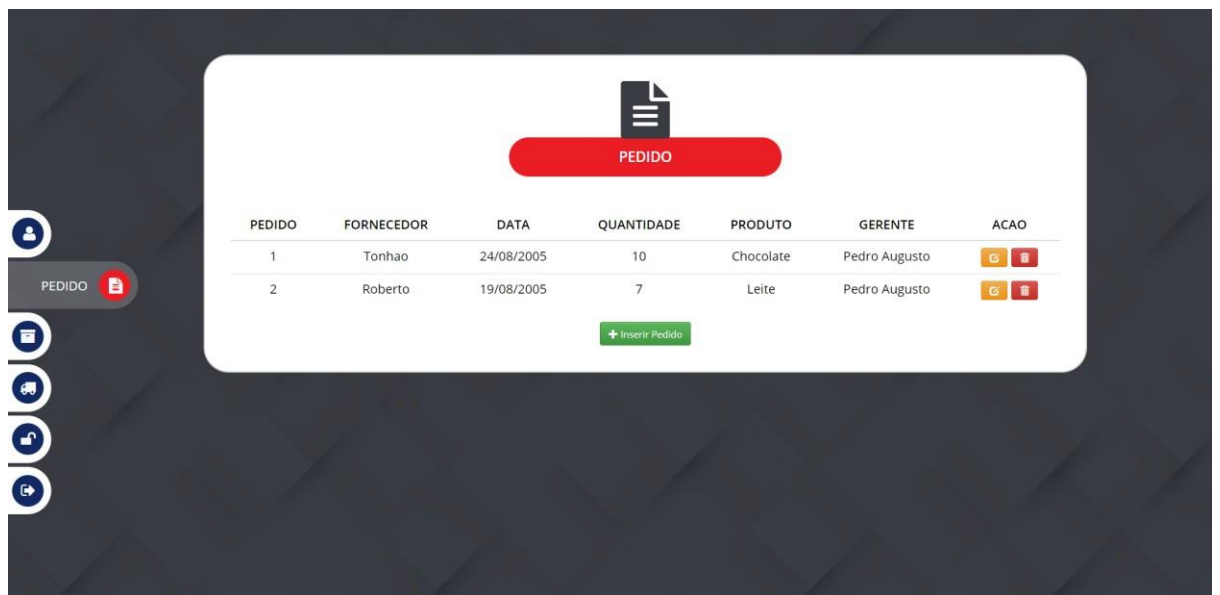 PEDIDO
PEDIDO FORNECEDOR DATA QUANTIDADE PRODUTO GERENTE ACAO
1 Tonhao 24/08/2005 10 Chocolate Pedro Augusto
PEDIDO
2 Roberto 19/08/2005 7 Leite Pedro Augusto
Inserir Pedido